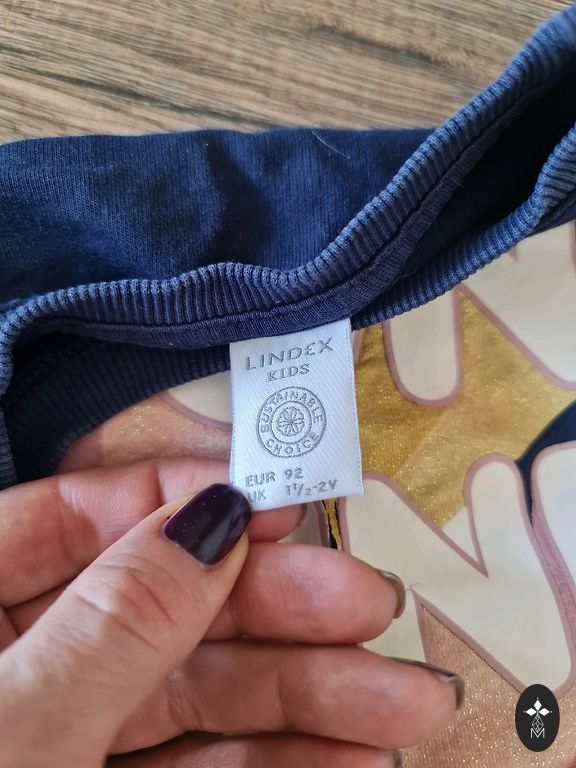 LINDEX
KIDS
SUSTAINABLE
CHOICE
EUR 92
UK 1½-2Y
M